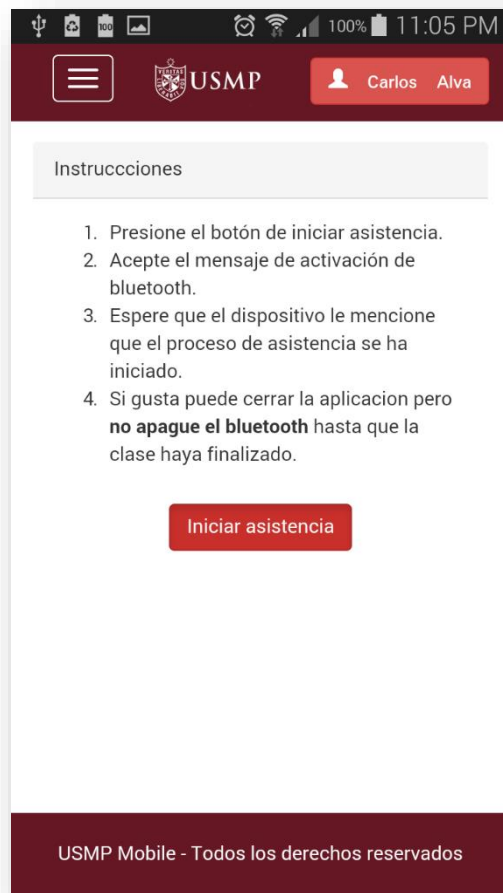 100
100%
11:05 PM
USMP
Carlos Alva
Instruccciones
1. Presione el botón de iniciar asistencia.
2. Acepte el mensaje de activación de
bluetooth.
3. Espere que el dispositivo le mencione
que el proceso de asistencia se ha
iniciado.
4. Si gusta puede cerrar la aplicacion pero
no apague el bluetooth hasta que la
clase haya finalizado.
Iniciar asistencia
USMP Mobile - Todos los derechos reservados